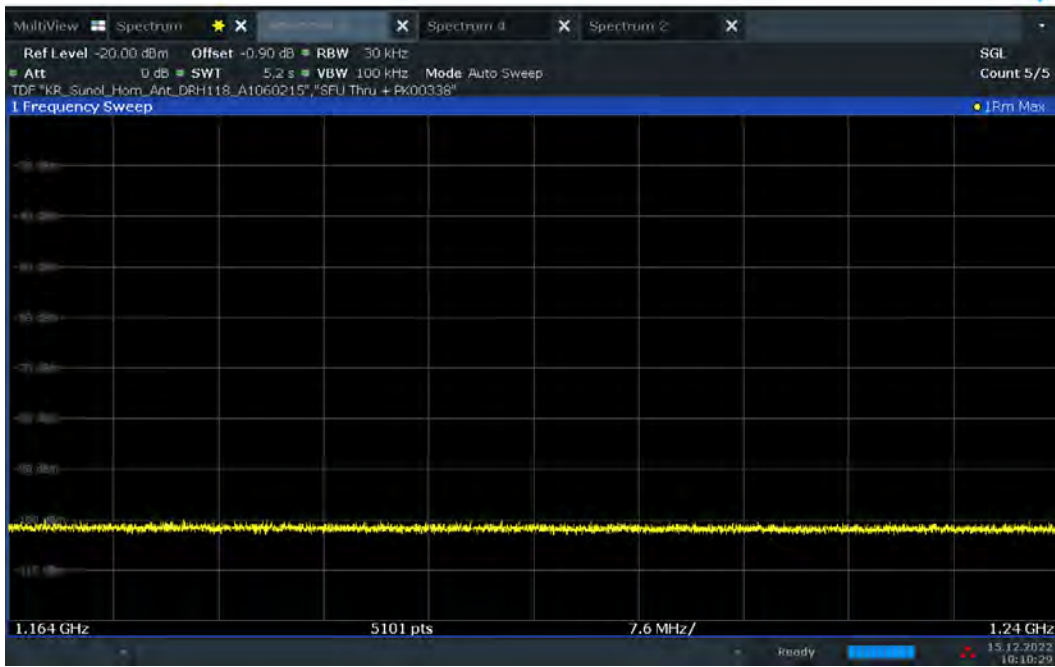 MultiView Spectrum Spectrum 4 Spectrum 2
Ref Level -20.00 dBm Offset -0.90 dB RBW 30 kHz SGL
Att 0 dB SWT 5.2 s VBW 100 kHz Mode Auto Sweep Count 5/5
TDF "KR_Sunol_Horn_Ant_DRH118_A1060215","SFU Thru + PK00338"
1 Frequency Sweep 1Rm Max
1.164 GHz 5101 pts 7.6 MHz/ 1.24 GHz
Ready 15.12.2022
10:10:29